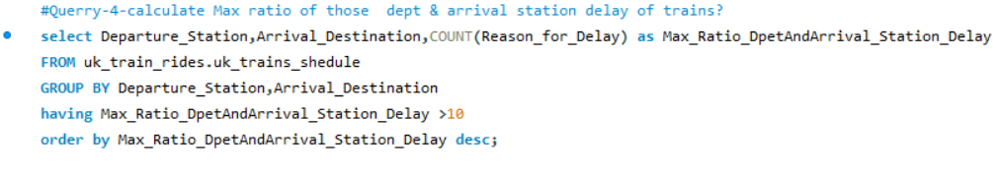 #Querry-4-calculate Max ratio of those  dept & arrival station delay of trains?
select Departure_Station,Arrival_Destination,COUNT(Reason_for_Delay) as Max_Ratio_DpetAndArrival_Station_Delay
FROM uk_train_rides.uk_trains_shedule
GROUP BY Departure_Station,Arrival_Destination
having Max_Ratio_DpetAndArrival_Station_Delay >10
order by Max_Ratio_DpetAndArrival_Station_Delay desc;